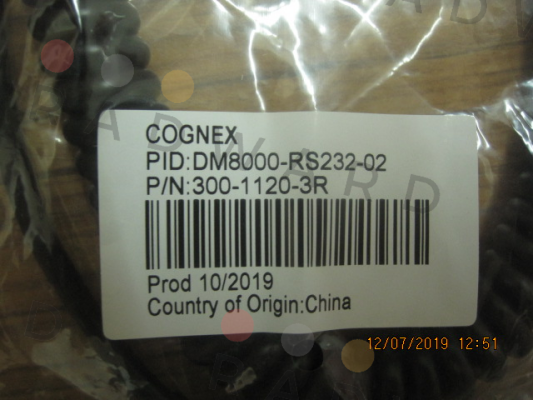 COGNEX
PID:DM8000-RS232-02
P/N:300-1120-3R
Prod 10/2019
Country of Origin:China
12/07/2019 12:51